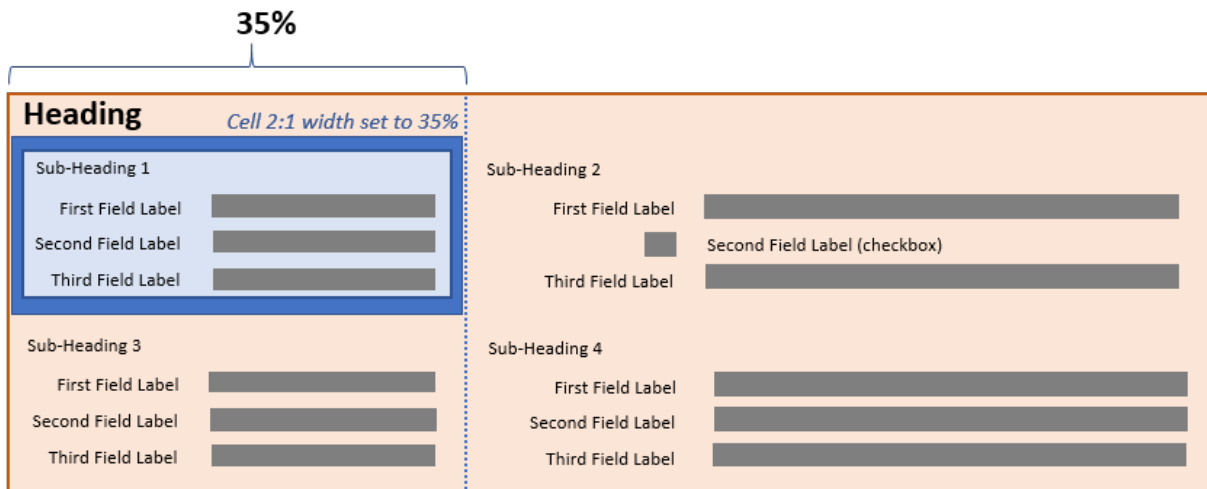 35%
Heading
Cell 2:1 width set to 35%
Sub-Heading 1
First Field Label
Second Field Label
Third Field Label
Sub-Heading 2
First Field Label
Second Field Label (checkbox)
Third Field Label
Sub-Heading 3
First Field Label
Second Field Label
Third Field Label
Sub-Heading 4
First Field Label
Second Field Label
Third Field Label